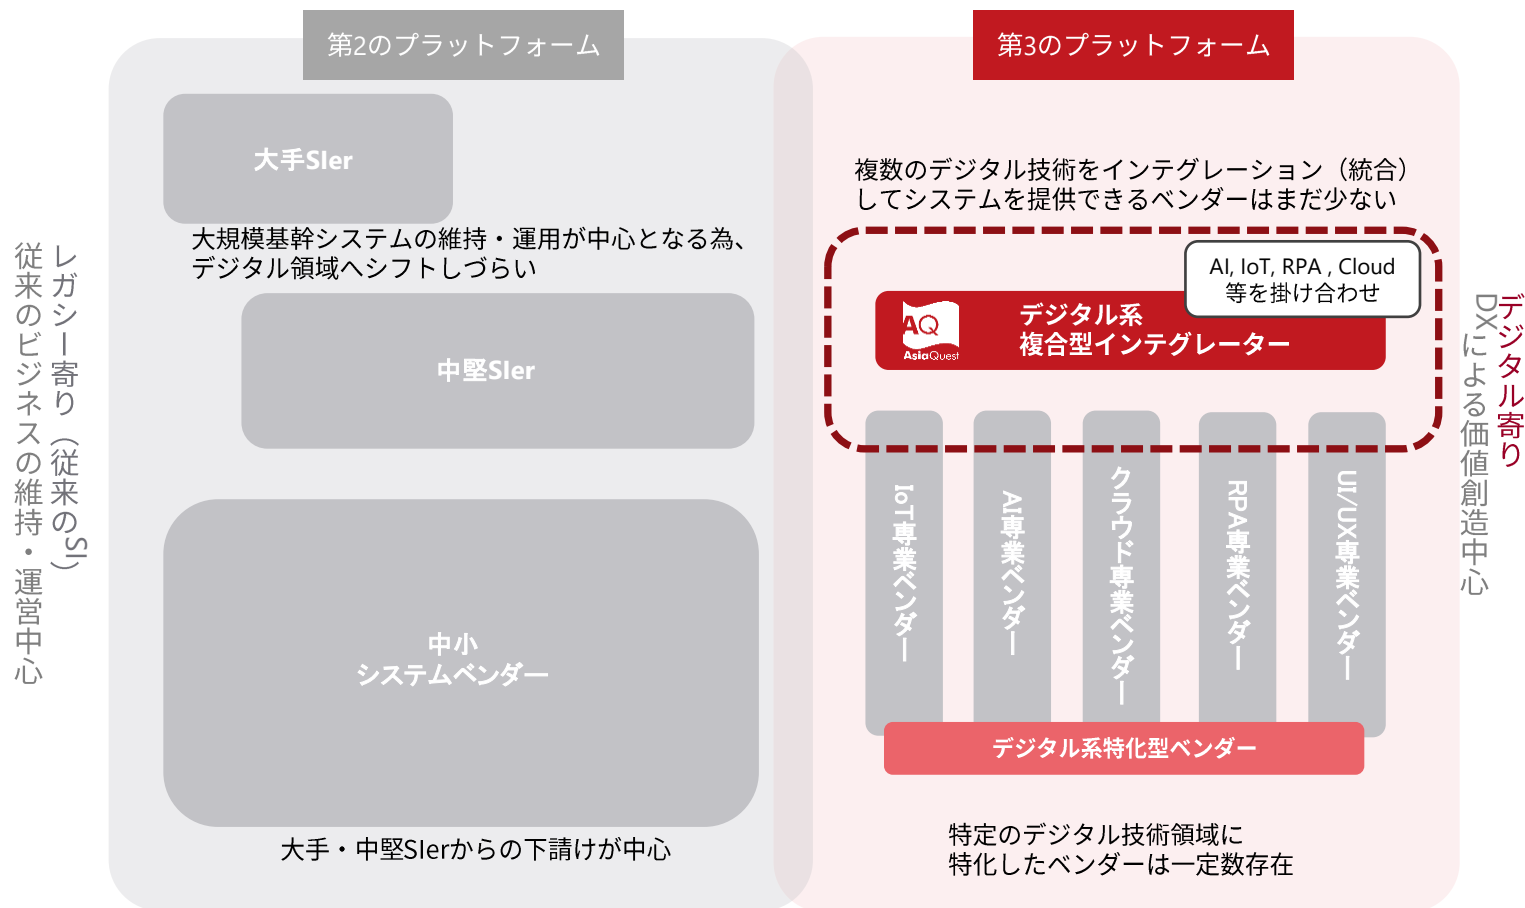 第2のプラットフォーム
第3のプラットフォーム
レガシー寄り（従来のSI）
従来のビジネスの維持・運営中心
大手SIer
大規模基幹システムの維持・運用が中心となる為、
デジタル領域へシフトしづらい
中堅SIer
中小
システムベンダー
大手・中堅SIerからの下請けが中心
複数のデジタル技術をインテグレーション（統合）
してシステムを提供できるベンダーはまだ少ない
AI, IoT, RPA , Cloud
等を掛け合わせ
AQ
AsiaQuest
デジタル系
複合型インテグレーター
IoT専業ベンダー
AI専業ベンダー
クラウド専業ベンダー
RPA専業ベンダー
UI/UX専業ベンダー
デジタル系特化型ベンダー
特定のデジタル技術領域に
特化したベンダーは一定数存在
デジタル寄り
DXによる価値創造中心